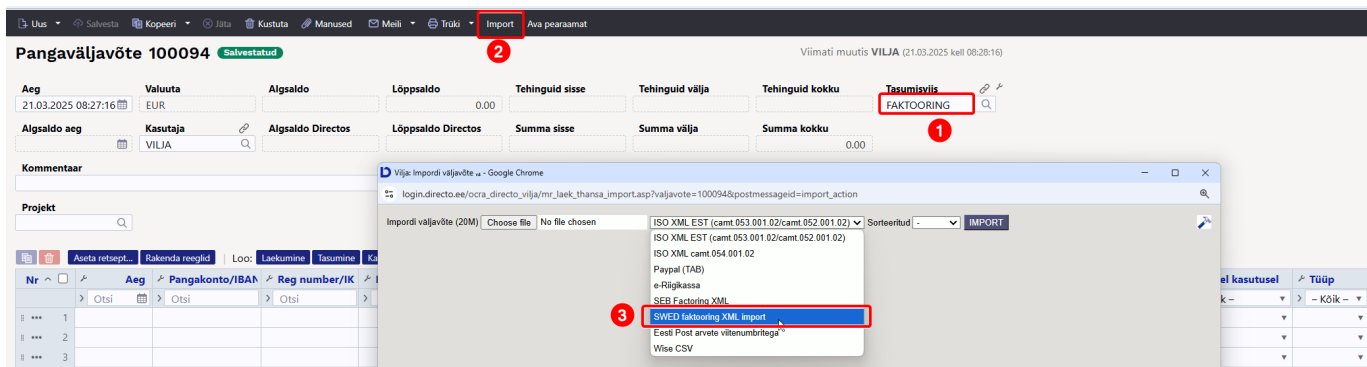 Uus Salvesta Kopeeri Jäta Kustuta Manused Meili Trüki Import Ava pearaamat
Pangaväljavõte 100094 Salvestatud
2
Viimati muutis VILJA (21.03.2025 kell 08:28:16)
Aeg Valuuta Algsaldo Lõppsaldo Tehinguid sisse Tehinguid välja Tehinguid kokku Tasumisviis
21.03.2025 08:27:16 EUR 0.00 FAKTOORING
1
Algsaldo aeg Kasutaja Algsaldo Directos Lõppsaldo Directos Summa sisse Summa välja Summa kokku
VILJA 0.00
Kommentaar
Vilja: Impordi väljavõte - Google Chrome
login.directo.ee/ocra_directo_vilja/mr_laek_thansa_import.asp?valjavote=100094&postmessageid=import_action
Projekt
Impordi väljavõte (20M) Choose file No file chosen ISO XML EST (camt.053.001.02/camt.052.001.02) Sorteeritud - IMPORT
ISO XML EST (camt.053.001.02/camt.052.001.02)
ISO XML camt.054.001.02
Paypal (TAB)
e-Riigikassa
SEB Factoring XML
3 SWED faktooring XML import
Eesti Post arvete viitenumbritega
Wise CSV
Aseta retsept... Rakenda reeglid Loo: Laekumine Tasumine Ka
Nr Aeg Pangakonto/IBAN Reg number/IK el kasutusel Tüüp
> Otsi > Otsi > Otsi > k – > – Kõik –
1
2
3